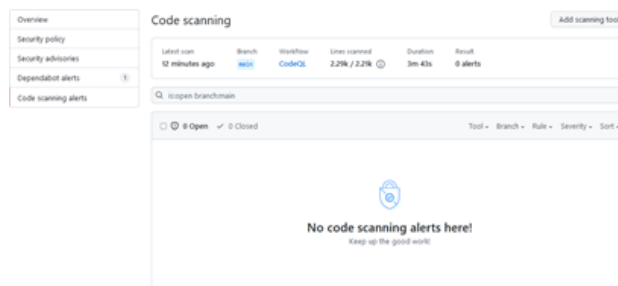 Overview
Security policy
Security advisories
Dependabot alerts 1
Code scanning alerts
Code scanning
Add scanning tool
Latest scan Branch Workflow Lines scanned Duration Result
12 minutes ago main CodeQL 2.29k / 2.21k 3m 43s 0 alerts
is:open branch:main
0 Open 0 Closed Tool Branch Rule Severity Sort
No code scanning alerts here!
Keep up the good work!